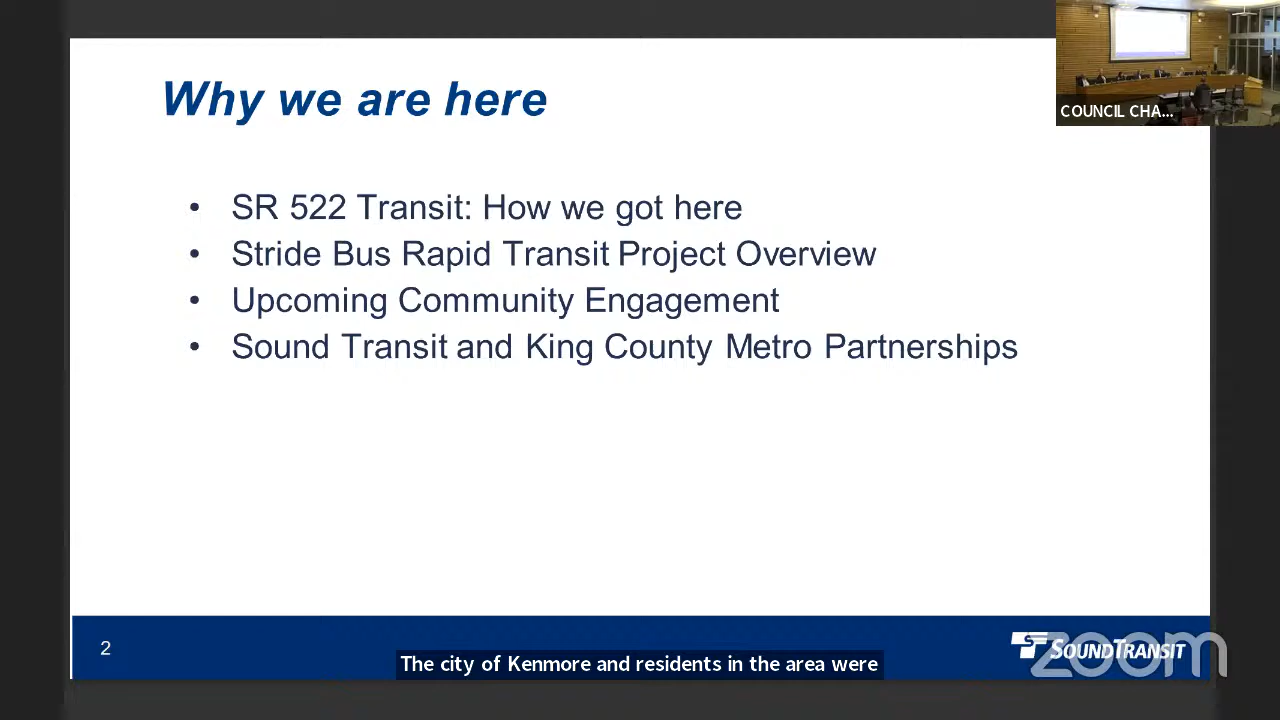 Why we are here
COUNCIL CHA...
• SR 522 Transit: How we got here
• Stride Bus Rapid Transit Project Overview
• Upcoming Community Engagement
• Sound Transit and King County Metro Partnerships
2
SOUNDTRANSIT
zoom
The city of Kenmore and residents in the area were